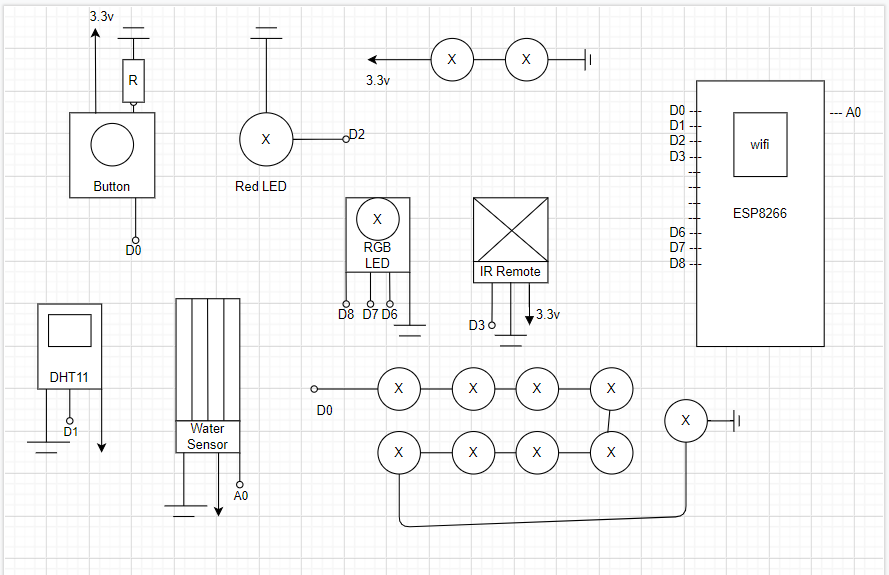 3.3v
R
Button
D0
X
D2
Red LED
X
X
3.3v
D0 ---
D1 ---
D2 ---
D3 ---
---
---
---
---
D6 ---
D7 ---
D8 ---
--- A0
wifi
ESP8266
X
RGB
LED
D8
D7
D6
IR Remote
D3
3.3v
DHT11
D1
Water
Sensor
A0
D0
X
X
X
X
X
X
X
X
X